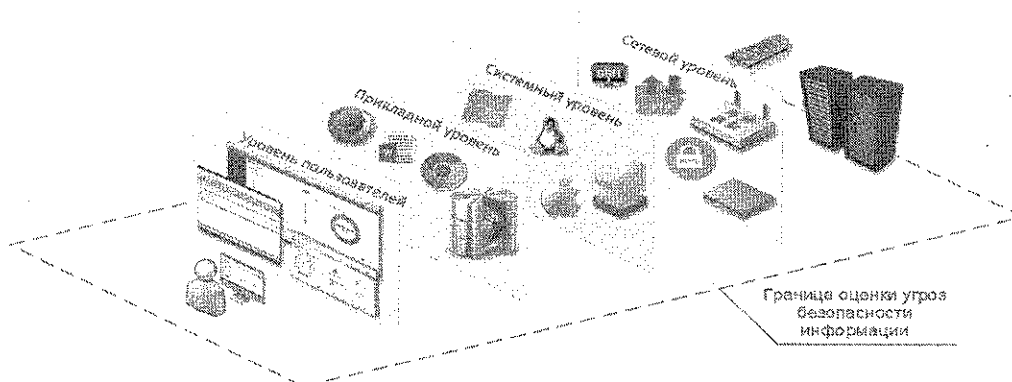 Сетевой уровень
Системный уровень
Прикладной уровень
Уровень пользователей
Граница оценки угроз
безопасности
информации